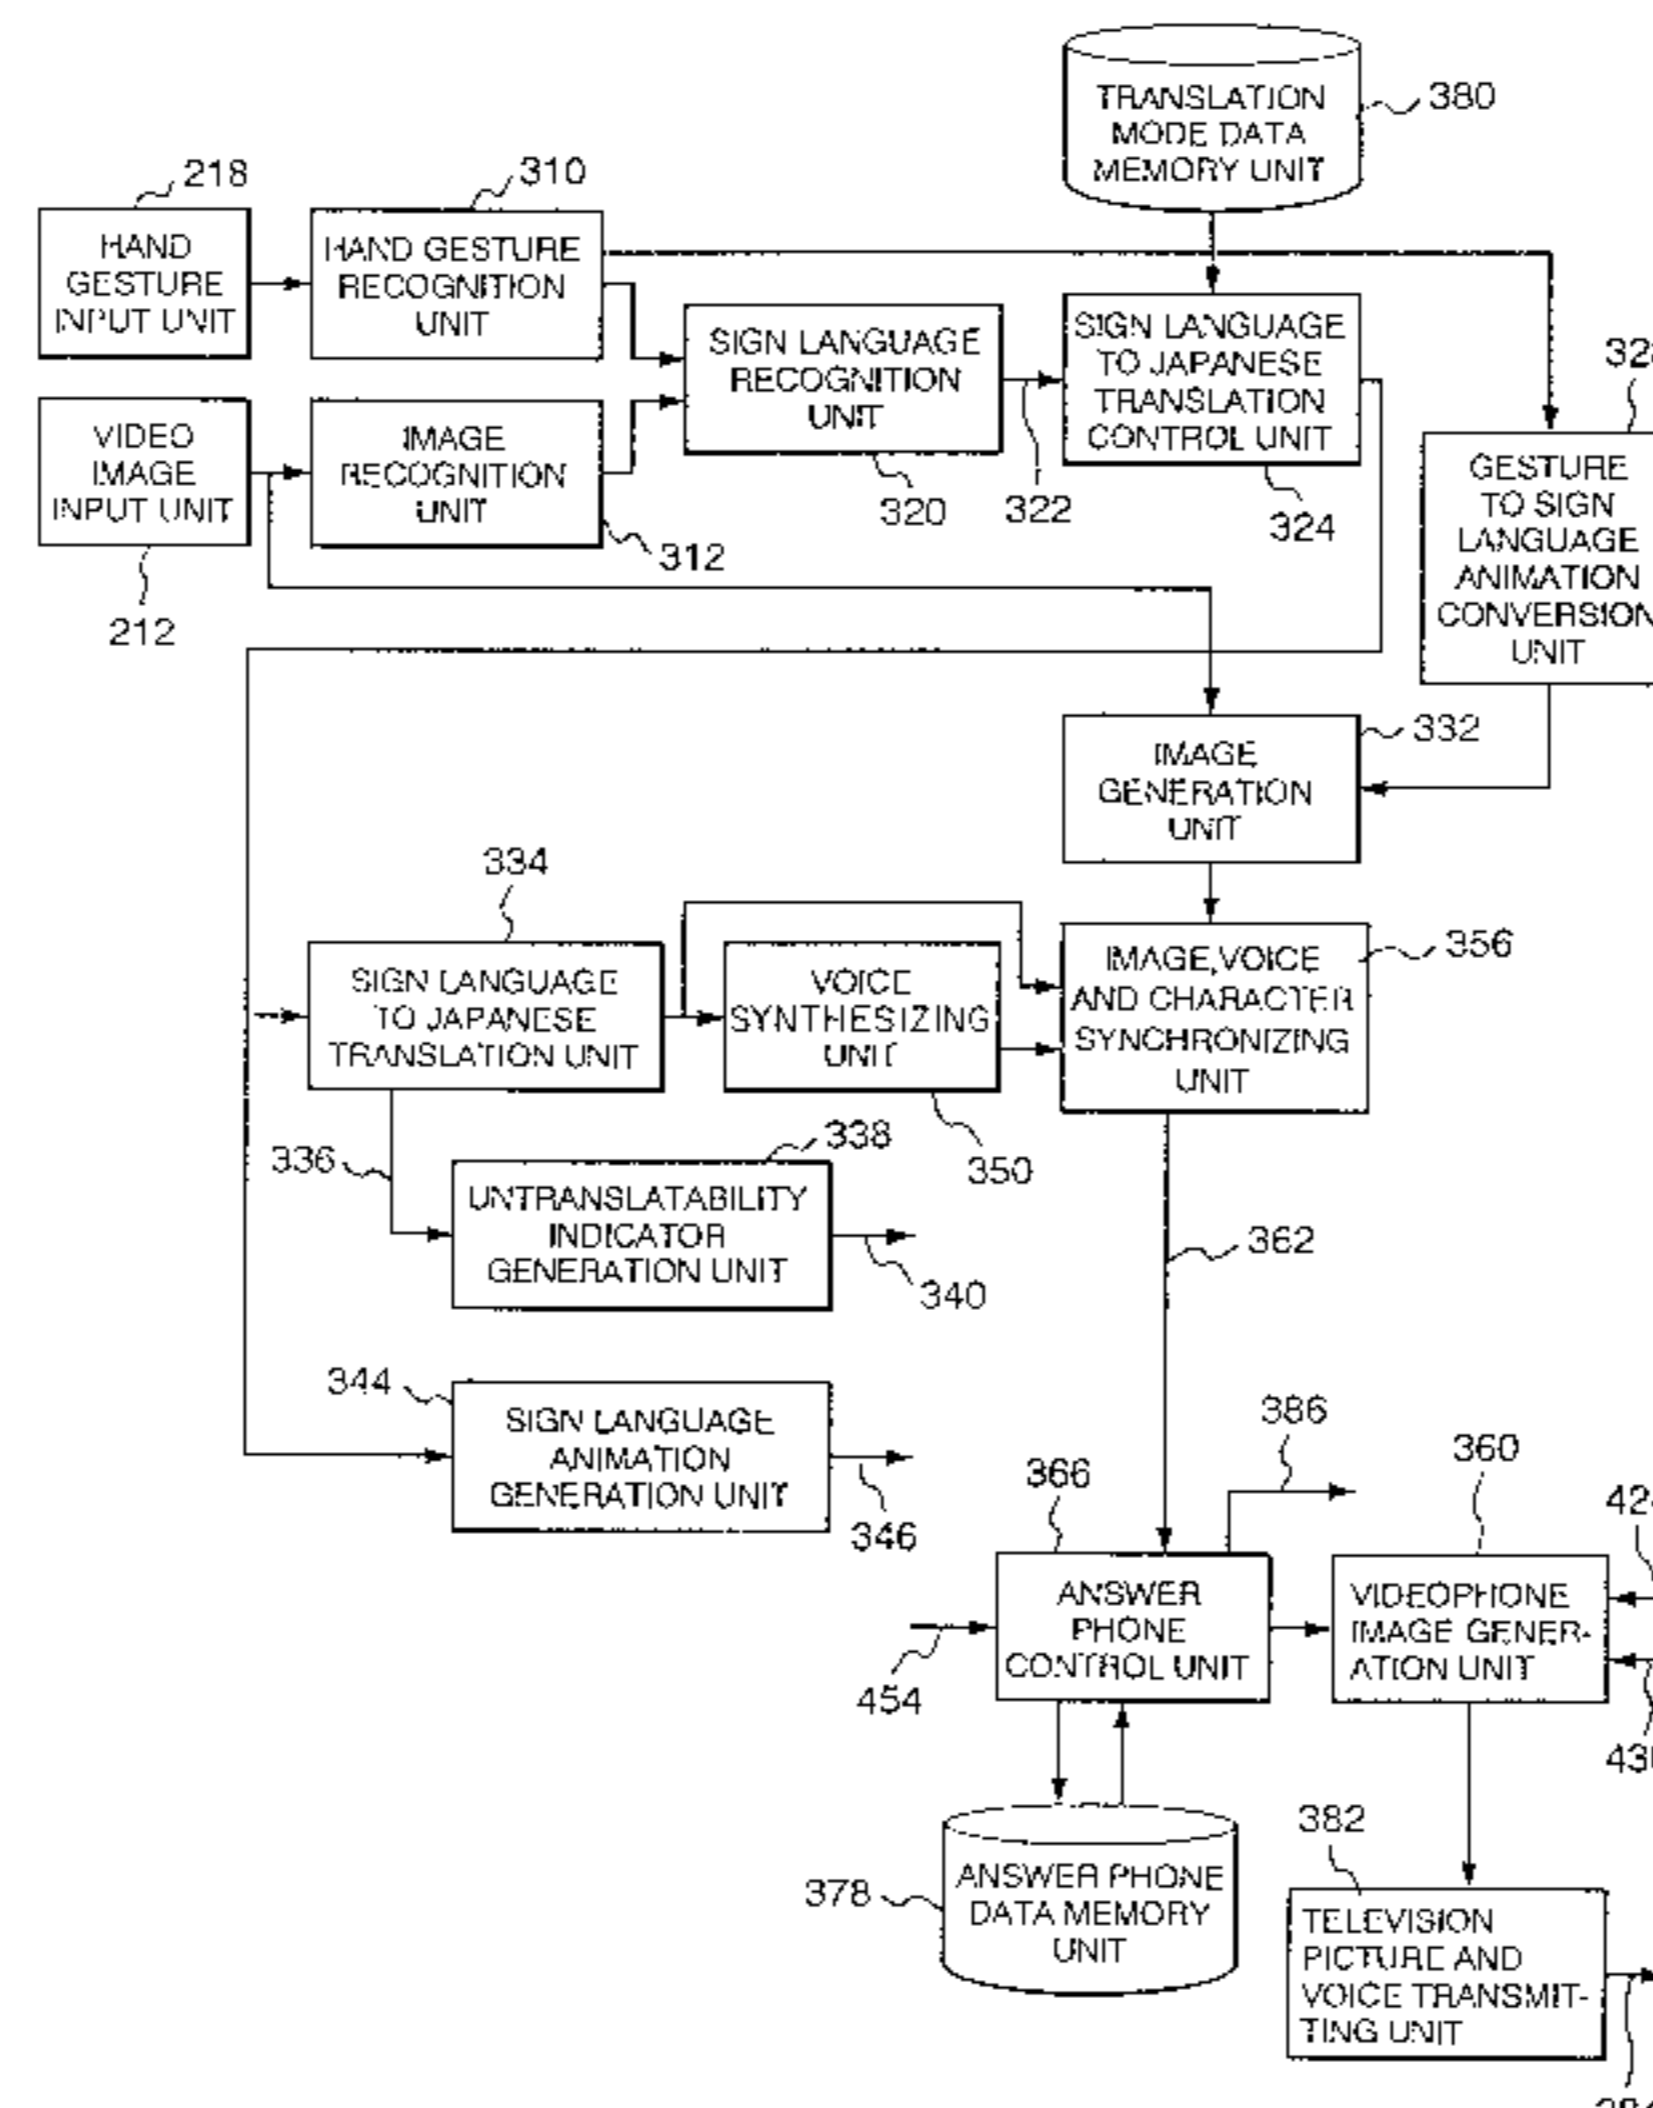 TRANSLATION
MODE DATA
MEMORY UNIT
380
218
310
HAND
GESTURE
INPUT UNIT
HAND GESTURE
RECOGNITION
UNIT
SIGN LANGUAGE
RECOGNITION
UNIT
SIGN LANGUAGE
TO JAPANESE
TRANSLATION
CONTROL UNIT
VIDEO
IMAGE
INPUT UNIT
IMAGE
RECOGNITION
UNIT
GESTURE
TO SIGN
LANGUAGE
ANIMATION
CONVERSION
UNIT
320
322
324
312
212
IMAGE
GENERATION
UNIT
332
334
SIGN LANGUAGE
TO JAPANESE
TRANSLATION UNIT
VOICE
SYNTHESIZING
UNIT
IMAGE, VOICE
AND CHARACTER
SYNCHRONIZING
UNIT
356
336
338
350
UNTRANSLATABILITY
INDICATOR
GENERATION UNIT
340
362
344
SIGN LANGUAGE
ANIMATION
GENERATION UNIT
346
366
386
360
ANSWER
PHONE
CONTROL UNIT
VIDEOPHONE
IMAGE GENER-
ATION UNIT
454
378
ANSWER PHONE
DATA MEMORY
UNIT
382
TELEVISION
PICTURE AND
VOICE TRANSMIT-
TING UNIT